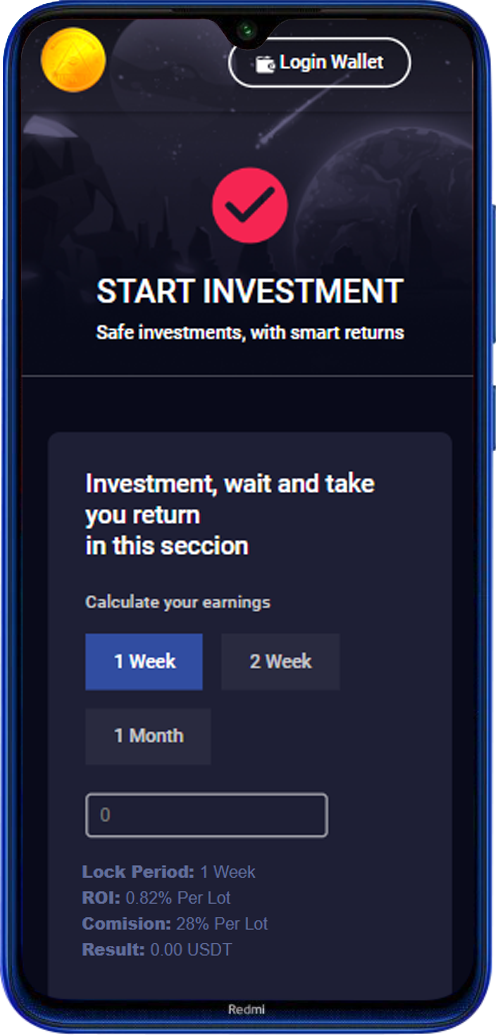 Login Wallet
START INVESTMENT
Safe investments, with smart returns
Investment, wait and take
you return
in this seccion
Calculate your earnings
1 Week
2 Week
1 Month
0
Lock Period: 1 Week
ROI: 0.82% Per Lot
Comision: 28% Per Lot
Result: 0.00 USDT
Redmi